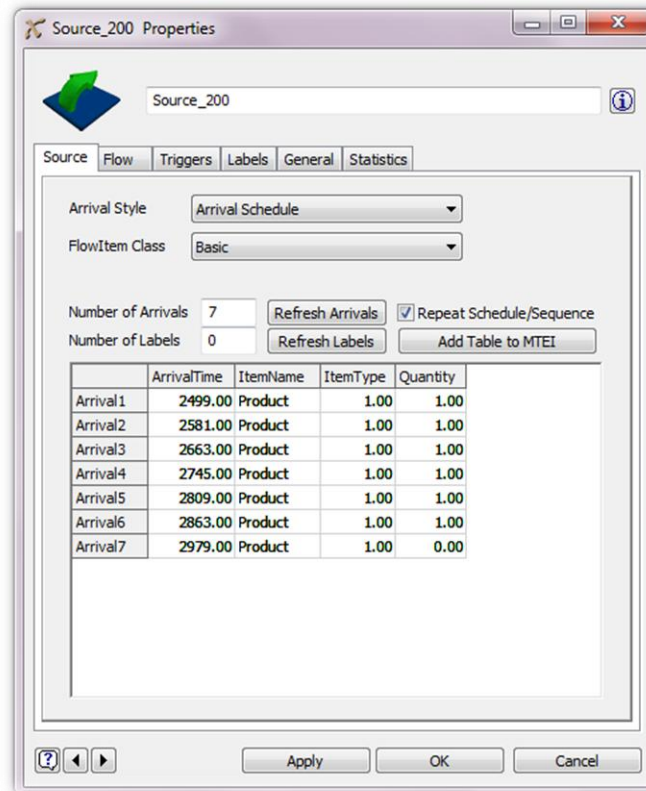 Source_200 Properties
Source_200
Source Flow Triggers Labels General Statistics
Arrival Style Arrival Schedule
FlowItem Class Basic
Number of Arrivals 7 Refresh Arrivals Repeat Schedule/Sequence
Number of Labels 0 Refresh Labels Add Table to MTEI
ArrivalTime ItemName ItemType Quantity
Arrival1 2499.00 Product 1.00 1.00
Arrival2 2581.00 Product 1.00 1.00
Arrival3 2663.00 Product 1.00 1.00
Arrival4 2745.00 Product 1.00 1.00
Arrival5 2809.00 Product 1.00 1.00
Arrival6 2863.00 Product 1.00 1.00
Arrival7 2979.00 Product 1.00 0.00
Apply OK Cancel